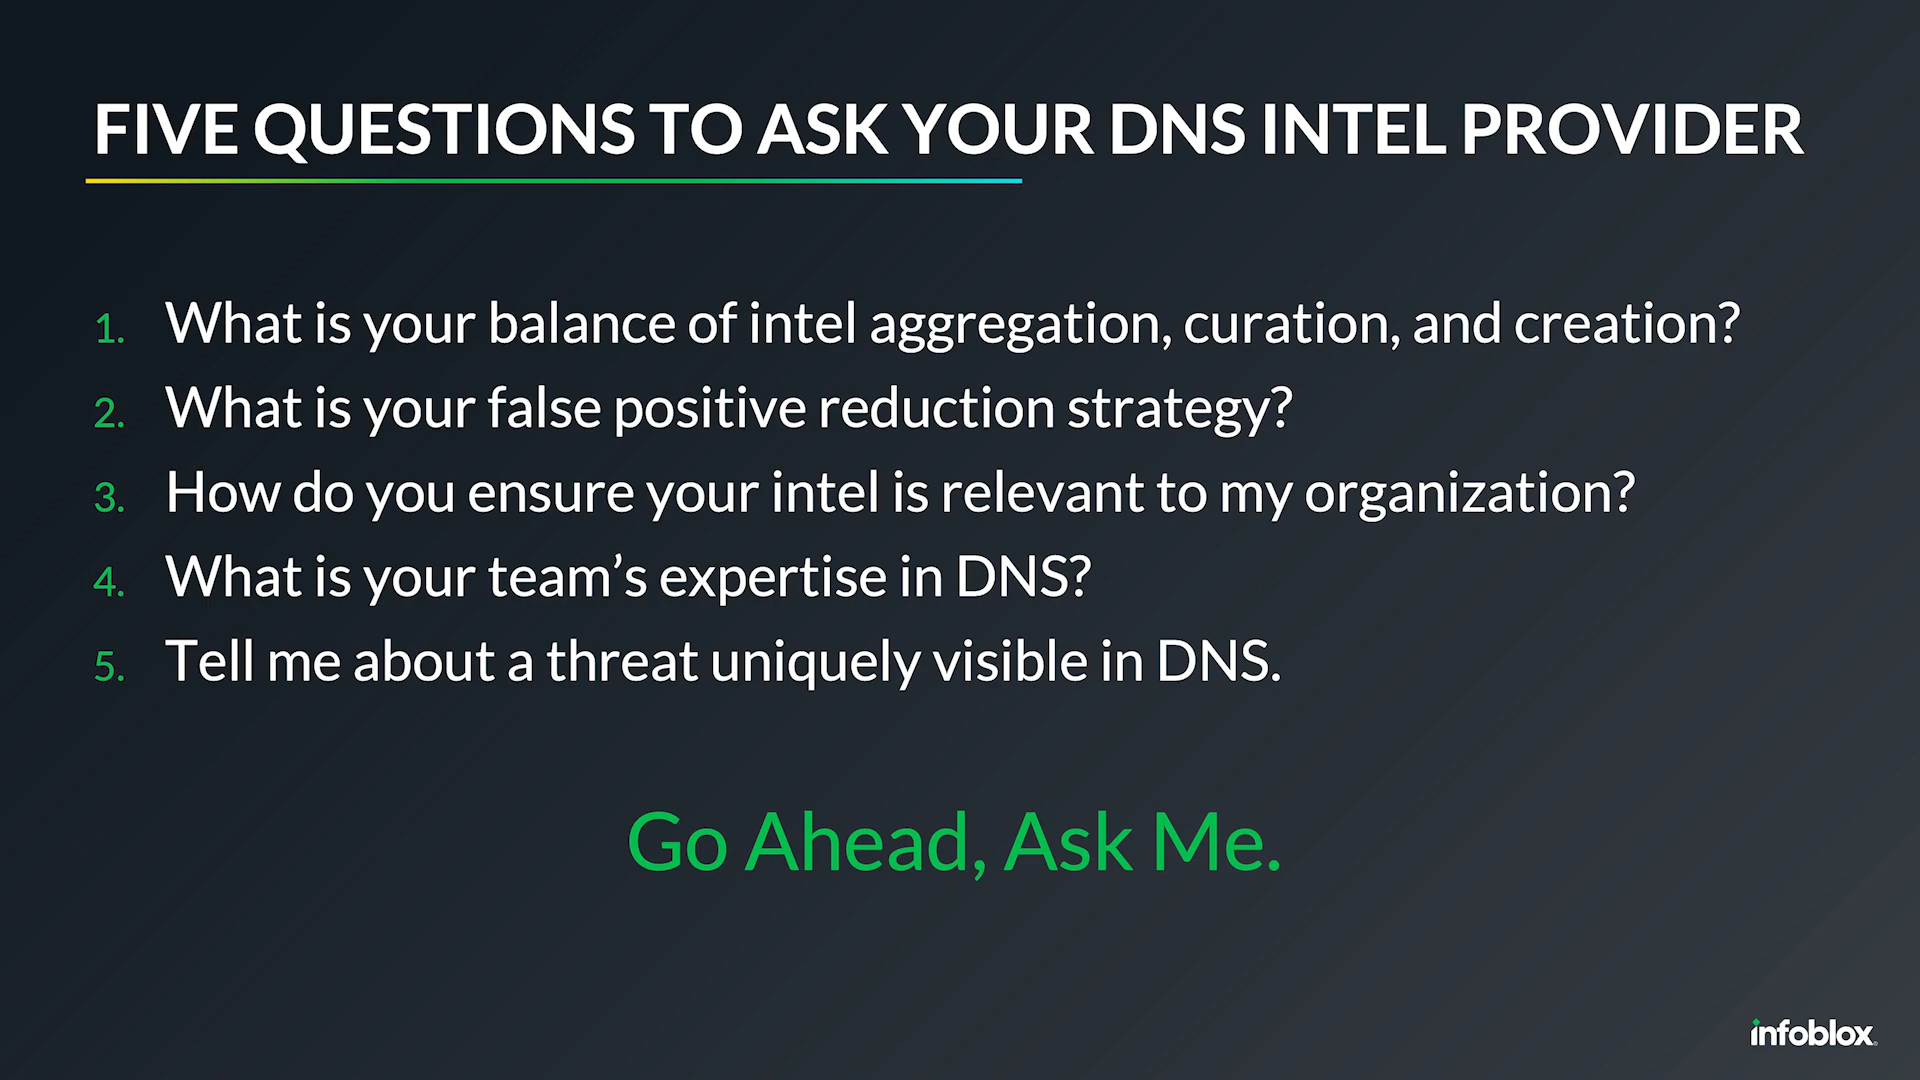 FIVE QUESTIONS TO ASK YOUR DNS INTEL PROVIDER
1. What is your balance of intel aggregation, curation, and creation?
2. What is your false positive reduction strategy?
3. How do you ensure your intel is relevant to my organization?
4. What is your team’s expertise in DNS?
5. Tell me about a threat uniquely visible in DNS.
Go Ahead, Ask Me.
infoblox®